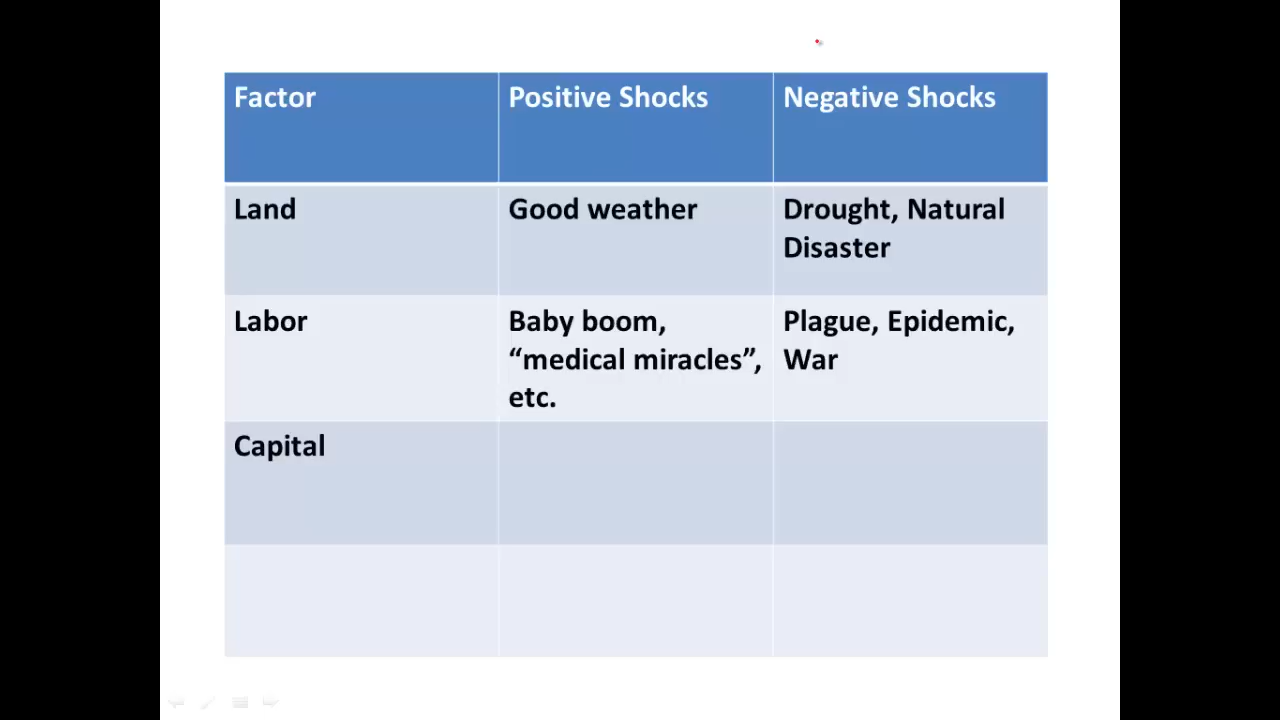 Factor
Positive Shocks
Negative Shocks
Land
Good weather
Drought, Natural
Disaster
Labor
Baby boom,
“medical miracles”,
etc.
Plague, Epidemic,
War
Capital